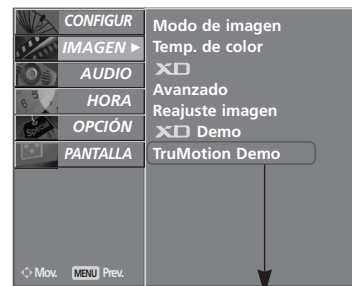 CONFIGUR
IMAGEN ►
AUDIO
HORA
OPCIÓN
PANTALLA
Mov. MENU Prev.
Modo de imagen
Temp. de color
XD
Avanzado
Reajuste imagen
XD Demo
TruMotion Demo